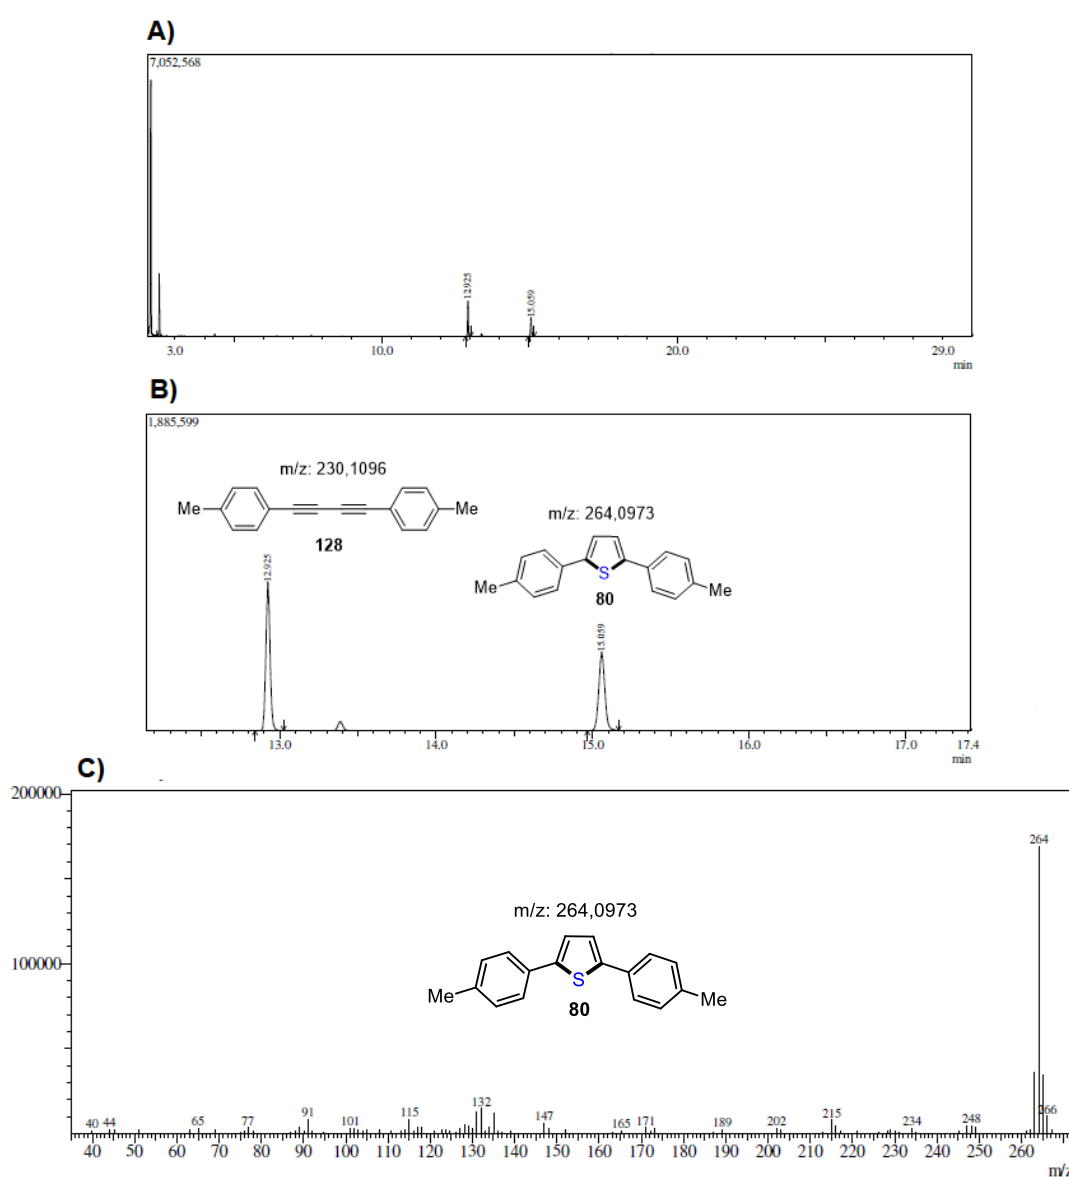 A)
7,052,568
12.925
15.059
3.0 10.0 20.0 29.0
min
B)
1,885,599
m/z: 230,1096
Me Me
128
m/z: 264,0973
S
Me Me
80
12.925
15.059
13.0 14.0 15.0 16.0 17.0 17.4
min
C)
200000
264
m/z: 264,0973
100000
S
Me Me
80
40 44 65 77 91 101 115 132 147 165 171 189 202 215 234 248 266
40 50 60 70 80 90 100 110 120 130 140 150 160 170 180 190 200 210 220 230 240 250 260
m/z